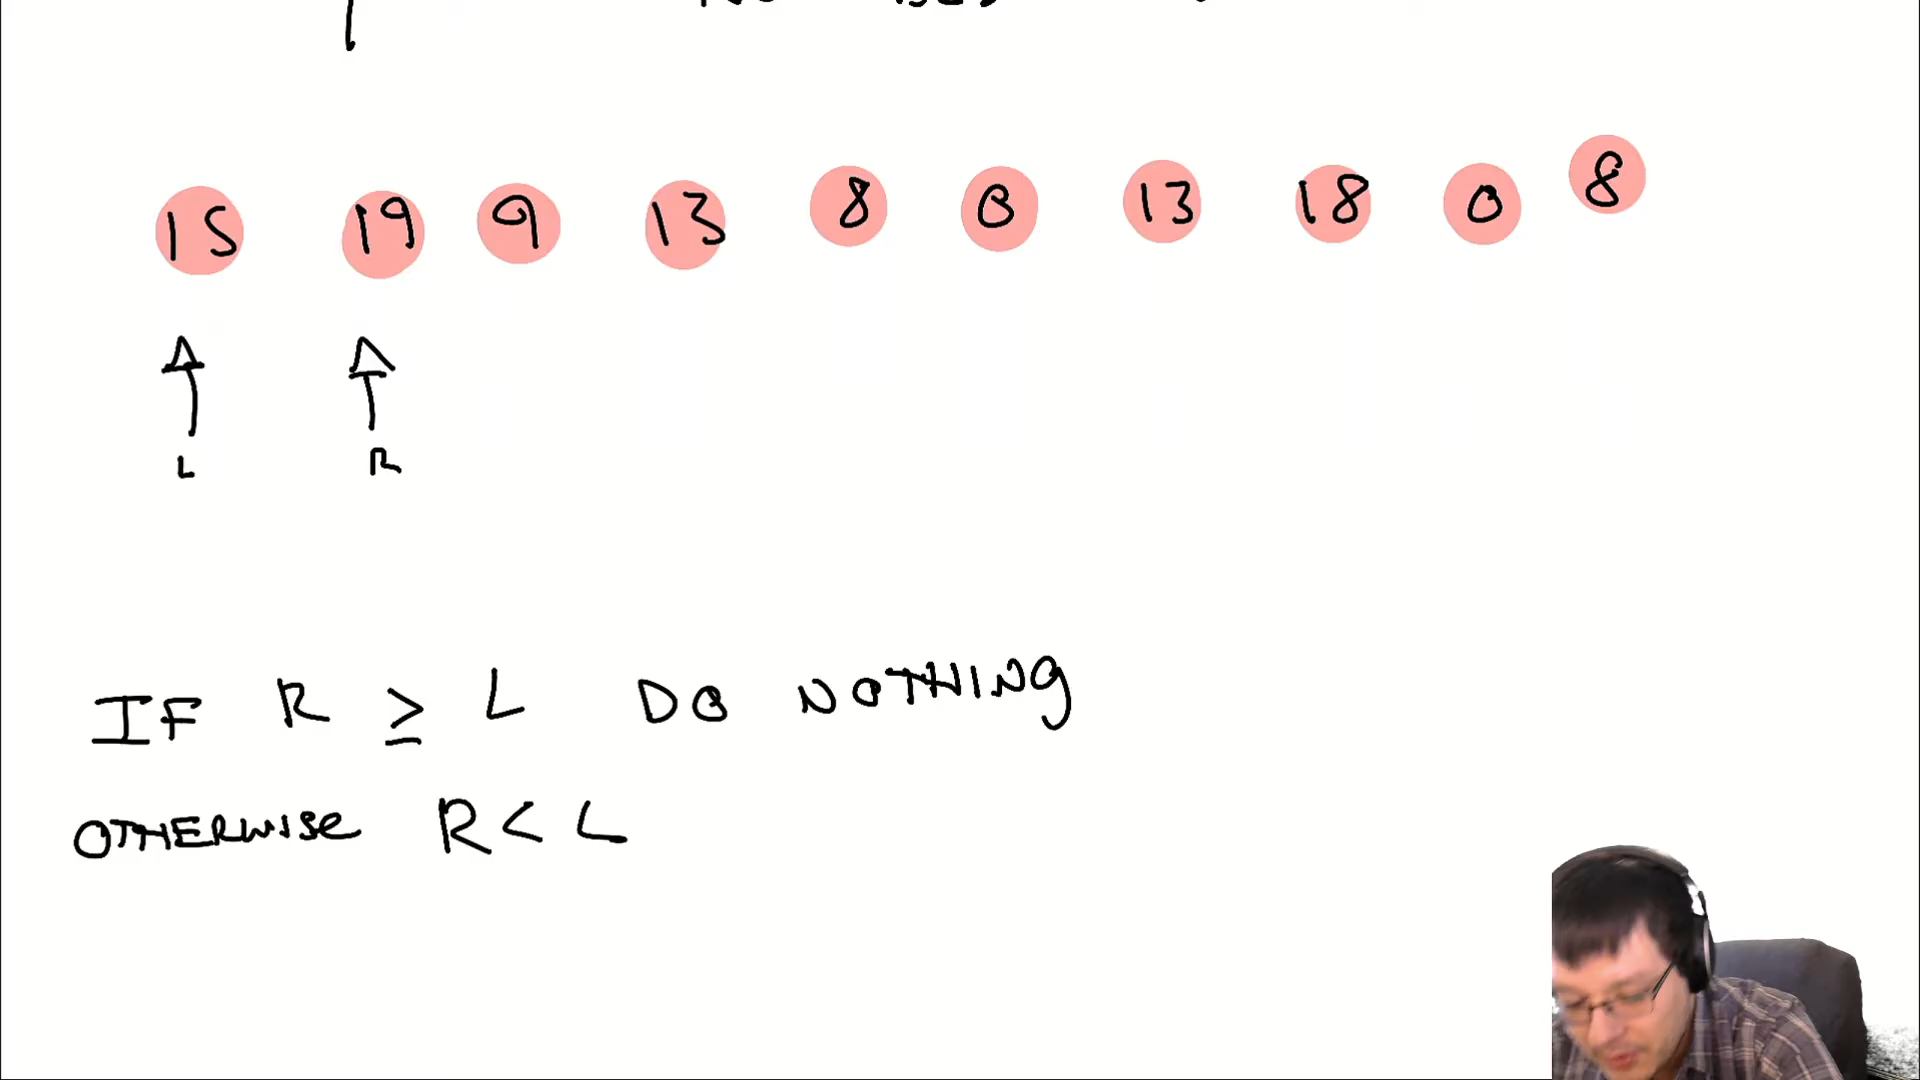 15 19 9 13 8 0 13 18 0 8
L R
IF R ≥ L DO NOTHING
OTHERWISE R < L